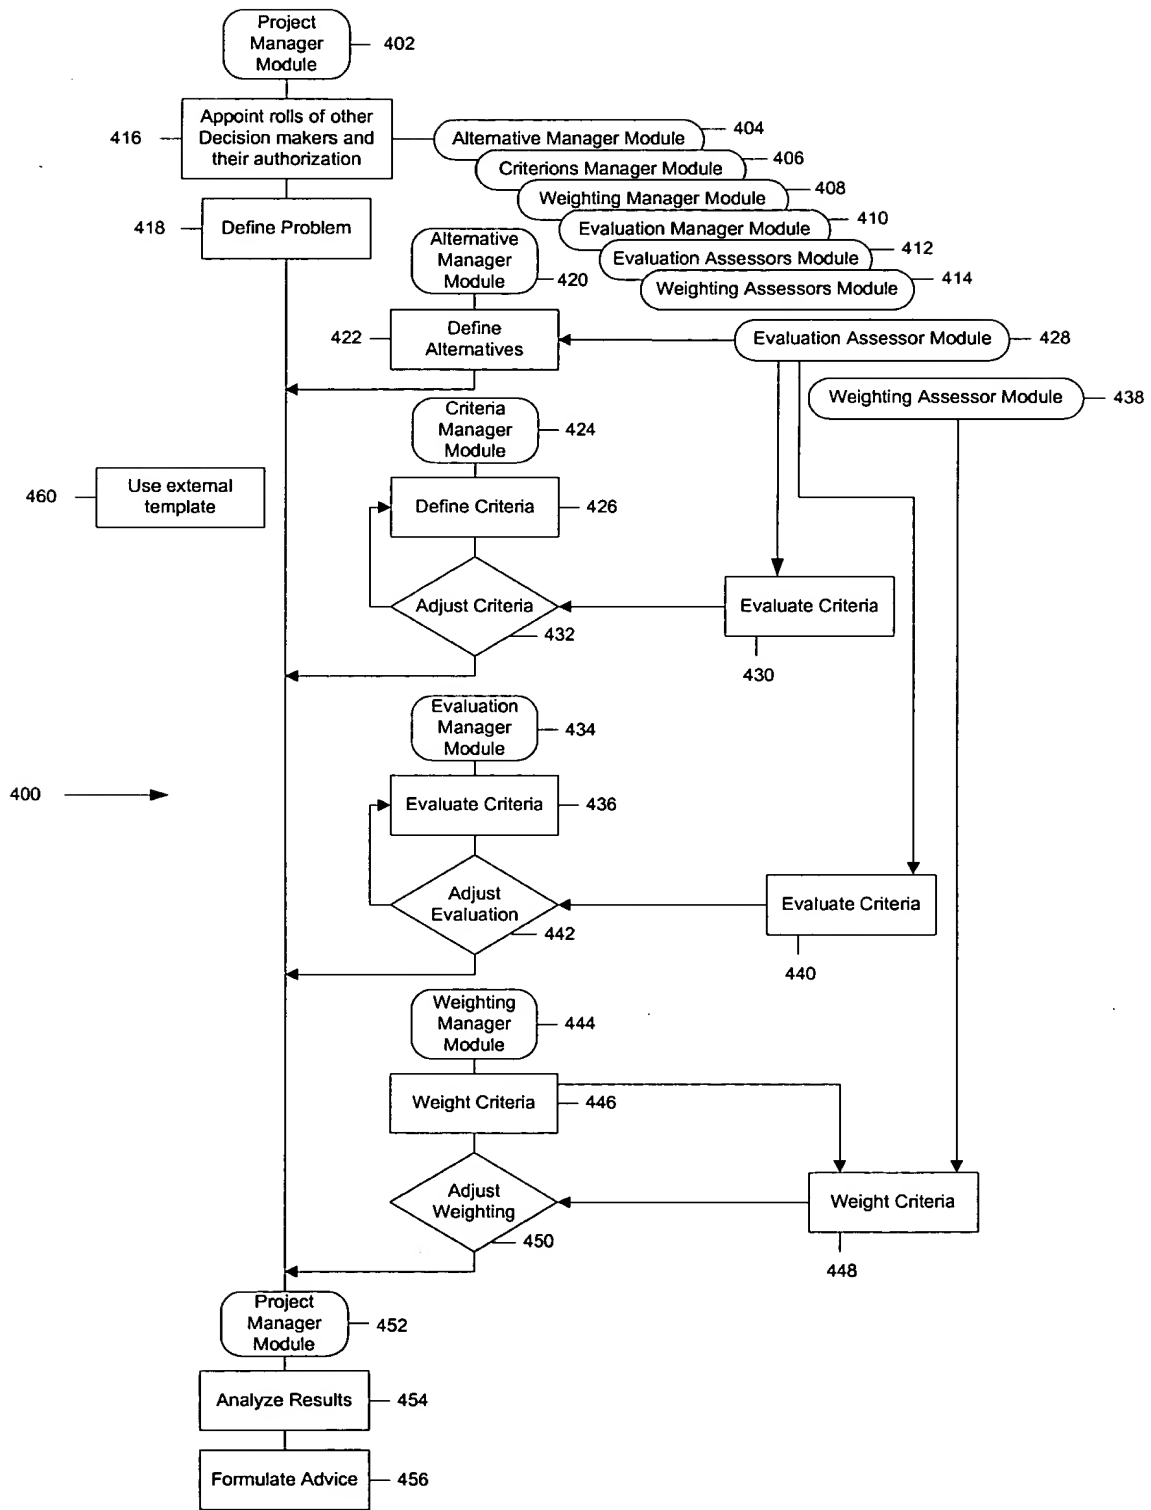 Project
Manager
Module
402
Appoint rolls of other
Decision makers and
their authorization
416
Alternative Manager Module
404
Criterions Manager Module
406
Weighting Manager Module
408
Evaluation Manager Module
410
Evaluation Assessors Module
412
Weighting Assessors Module
414
418
Define Problem
Alternative
Manager
Module
420
422
Define
Alternatives
Evaluation Assessor Module
428
Weighting Assessor Module
438
Criteria
Manager
Module
424
460
Use external
template
Define Criteria
426
Adjust Criteria
432
Evaluate Criteria
430
Evaluation
Manager
Module
434
400
Evaluate Criteria
436
Adjust
Evaluation
442
Evaluate Criteria
440
Weighting
Manager
Module
444
Weight Criteria
446
Adjust
Weighting
450
Weight Criteria
448
Project
Manager
Module
452
Analyze Results
454
Formulate Advice
456